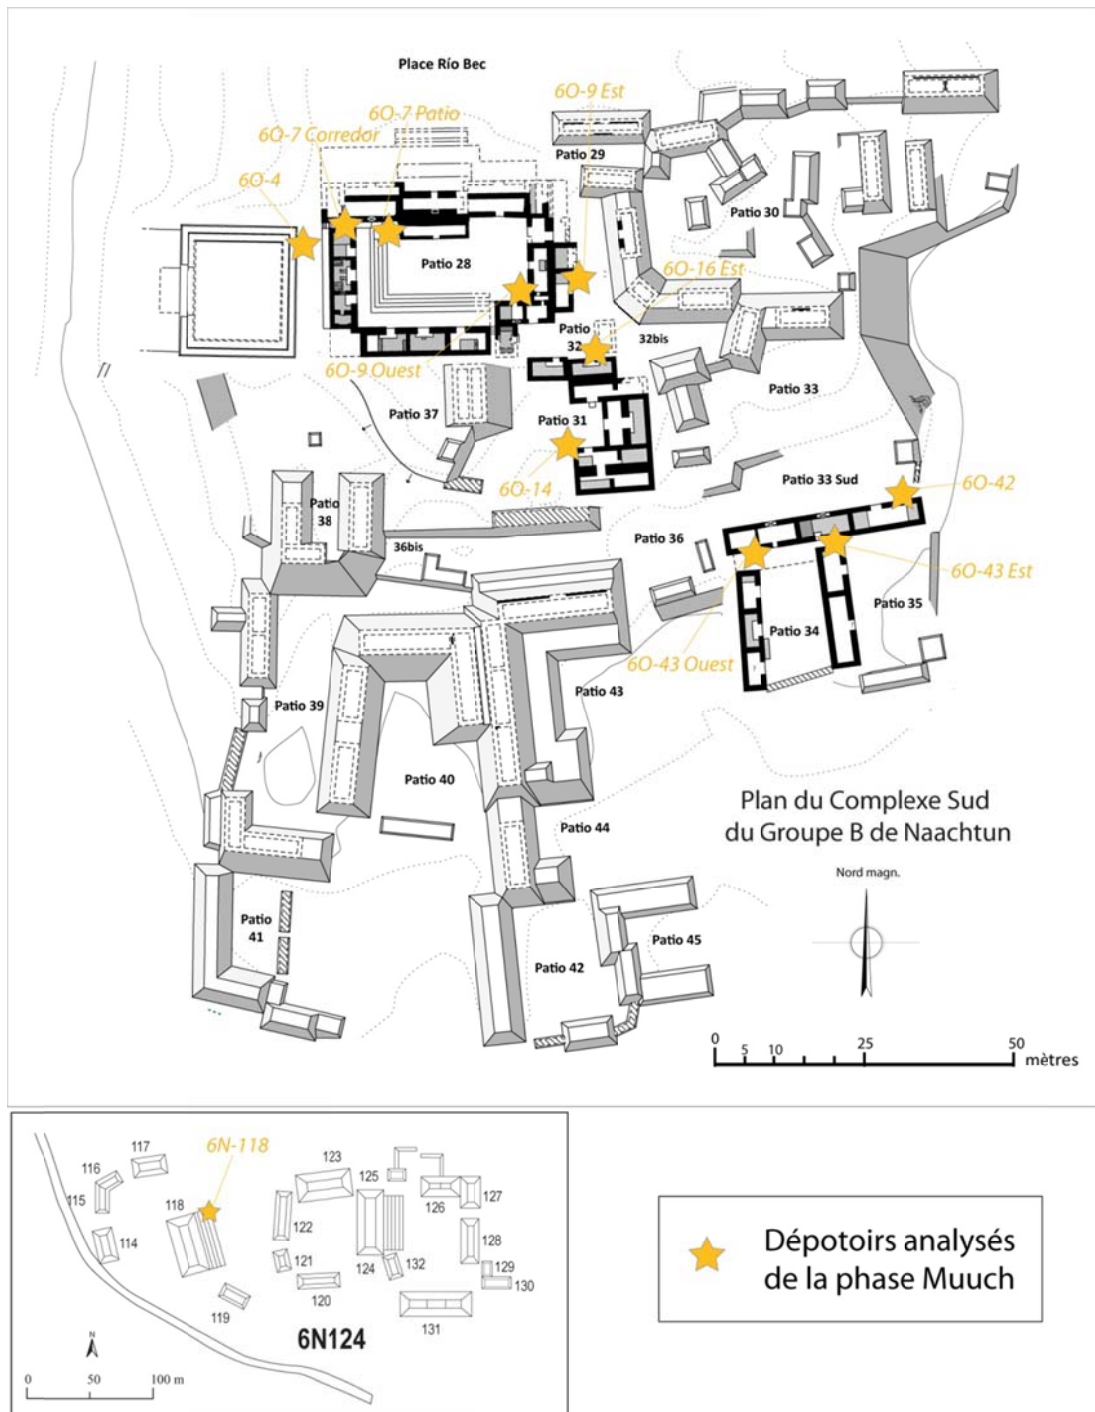 Place Río Bec
6O-9 Est
6O-7 Patio
6O-7 Corredor
Patio 29
6O-4
Patio 30
Patio 28
6O-16 Est
Patio
32
32bis
6O-9 Ouest
Patio 33
Patio 37
Patio 31
6O-14
Patio 33 Sud
6O-42
Patio
38
Patio 36
36bis
6O-43 Est
Patio 35
Patio 34
6O-43 Ouest
Patio 43
Patio 39
Patio 40
Plan du Complexe Sud
du Groupe B de Naachtun
Patio 44
Nord magn.
Patio
41
Patio 45
Patio 42
0 5 10 25 50
mètres
6N-118
117
123
125
116
126
127
115
118
122
114
128
121
124
132
129
120
130
119
131
6N124
N
0 50 100 m
Dépotoirs analysés
de la phase Muuch